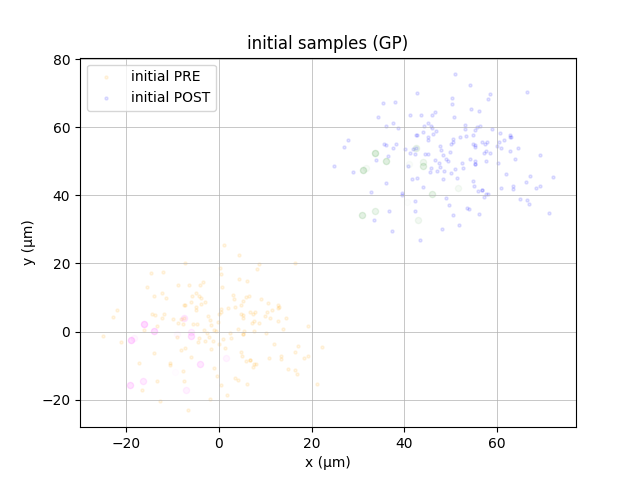 initial samples (GP)
80
60
40
20
0
−20
y (μm)
initial PRE
initial POST
−20 0 20 40 60
x (μm)